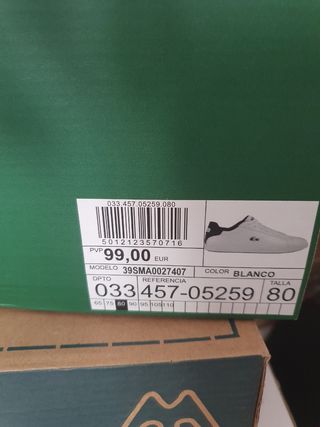 033.457.05259.080
5012123570716
PVP 99,00 EUR
MODELO 39SMA0027407 COLOR BLANCO
DPTO REFERENCIA TALLA
033 457-05259 80
65 75 80 90 95 105 110